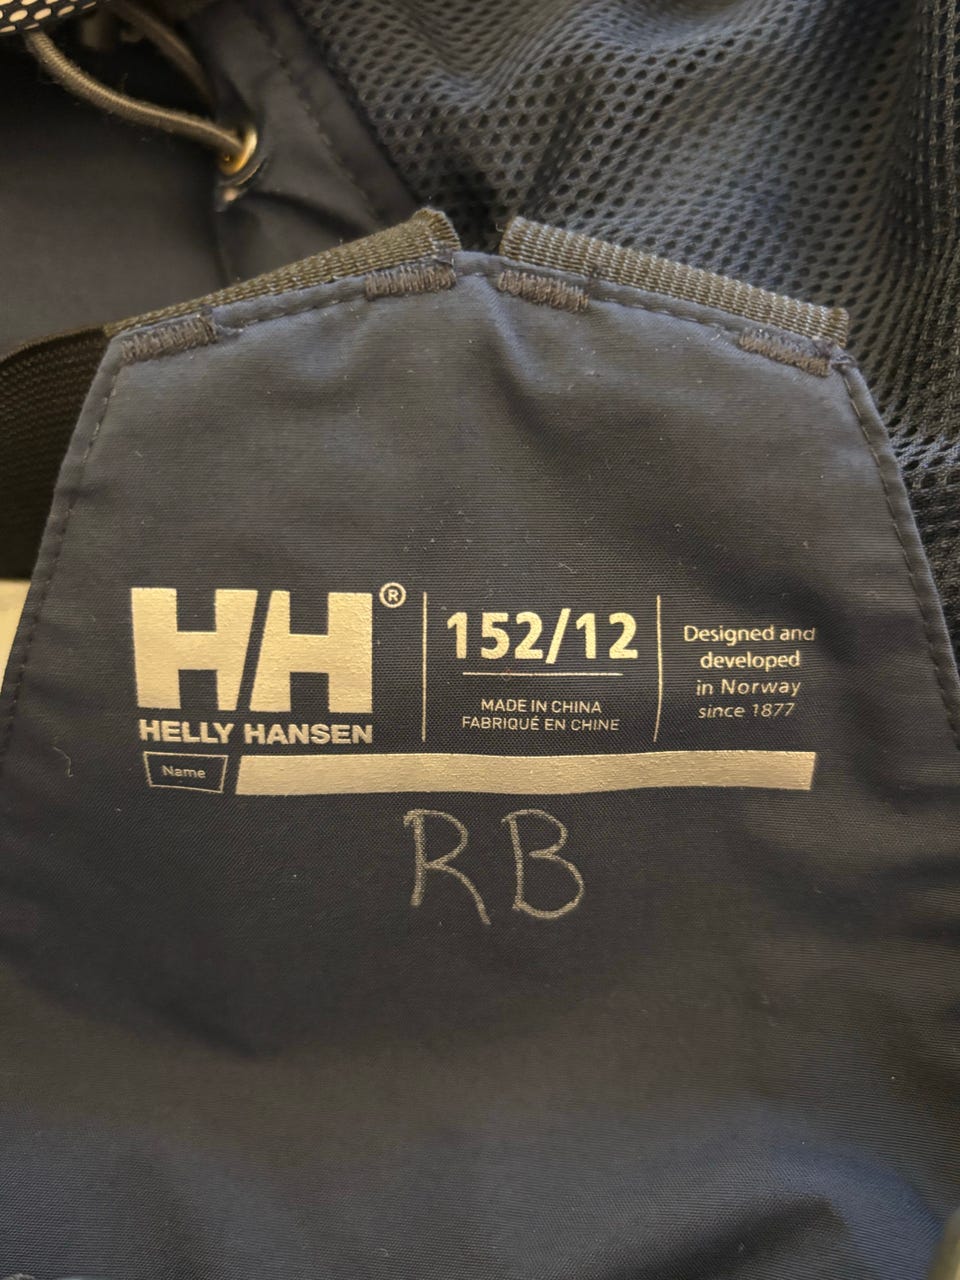 HH®
HELLY HANSEN
152/12
MADE IN CHINA
FABRIQUÉ EN CHINE
Designed and
developed
in Norway
since 1877
Name
RB